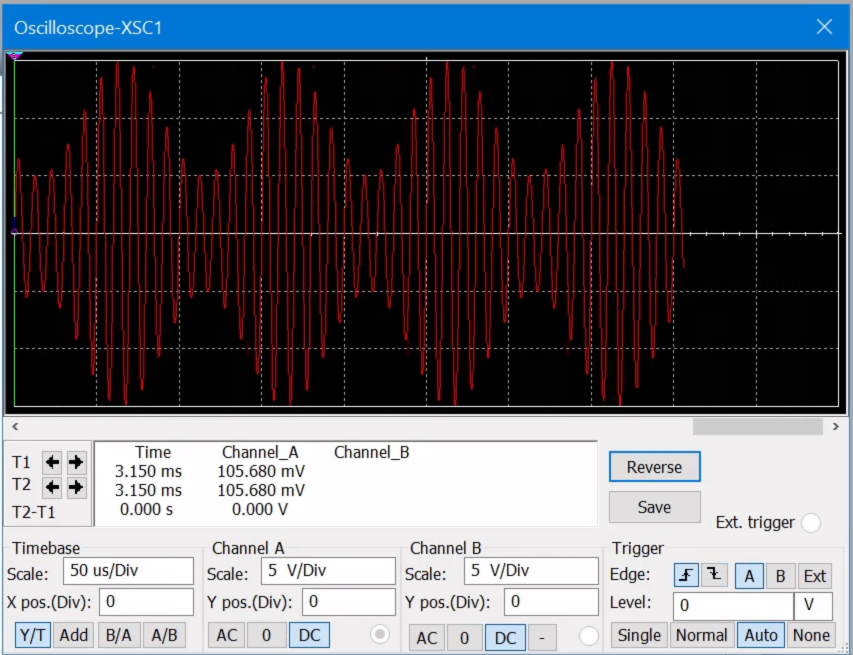 Oscilloscope-XSC1
Time Channel_A Channel_B
T1 3.150 ms 105.680 mV
T2 3.150 ms 105.680 mV
T2-T1 0.000 s 0.000 V
Reverse
Save
Ext. trigger
Timebase
Scale: 50 us/Div
X pos.(Div): 0
Y/T Add B/A A/B
Channel A
Scale: 5 V/Div
Y pos.(Div): 0
AC 0 DC
Channel B
Scale: 5 V/Div
Y pos.(Div): 0
AC 0 DC -
Trigger
Edge: A B Ext
Level: 0 V
Single Normal Auto None